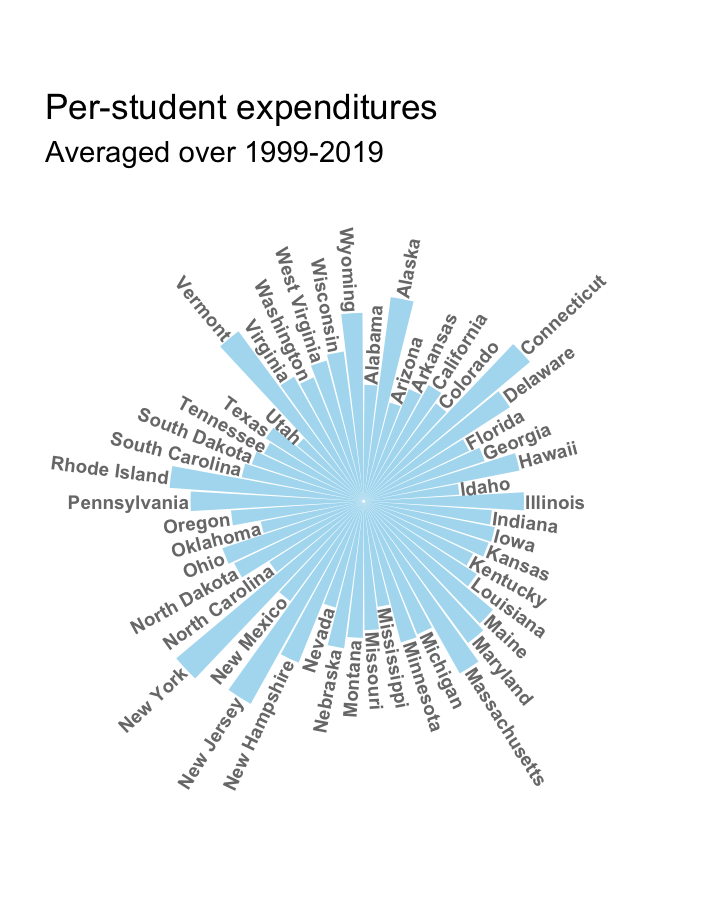 Per-student expenditures
Averaged over 1999-2019
Alabama
Alaska
Arizona
Arkansas
California
Colorado
Connecticut
Delaware
Florida
Georgia
Hawaii
Idaho
Illinois
Indiana
Iowa
Kansas
Kentucky
Louisiana
Maine
Maryland
Massachusetts
Michigan
Minnesota
Mississippi
Missouri
Montana
Nebraska
Nevada
New Hampshire
New Jersey
New Mexico
New York
North Carolina
North Dakota
Ohio
Oklahoma
Oregon
Pennsylvania
Rhode Island
South Carolina
South Dakota
Tennessee
Texas
Utah
Vermont
Virginia
Washington
West Virginia
Wisconsin
Wyoming